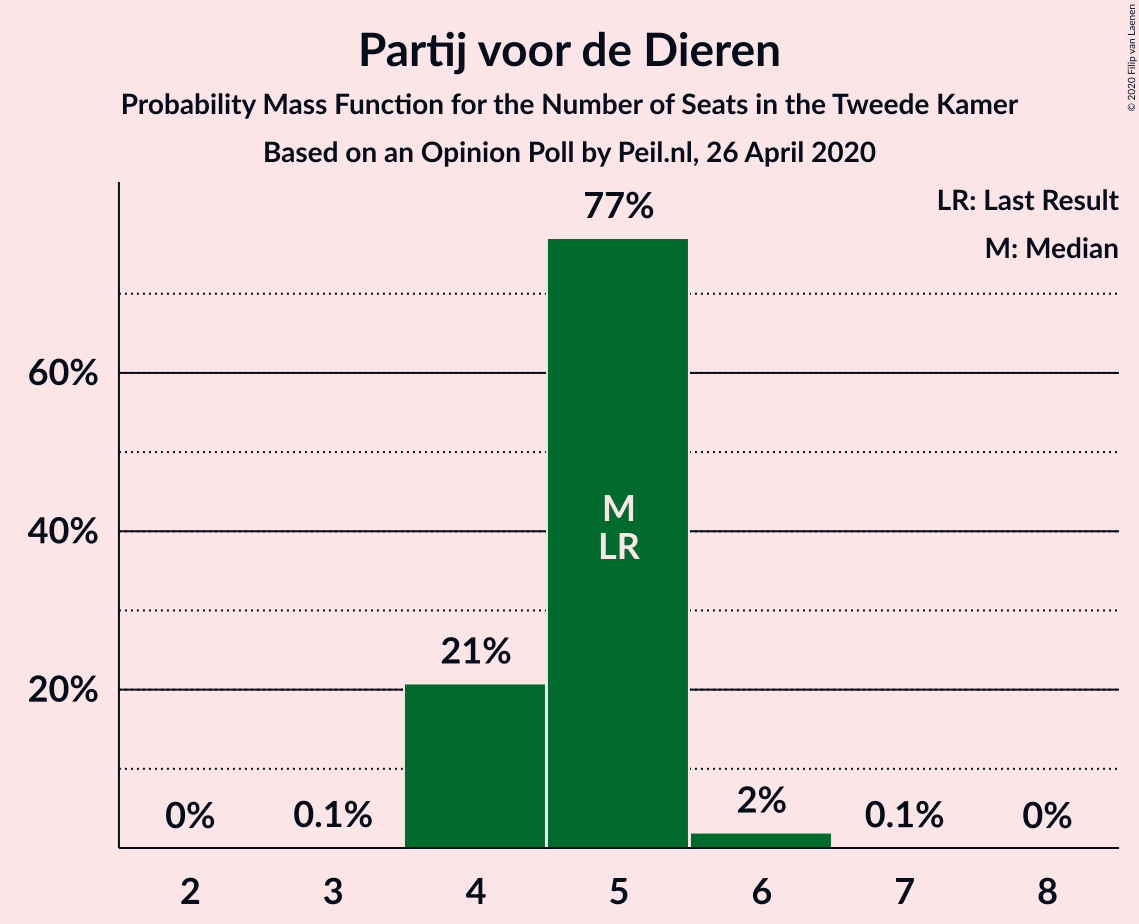 Partij voor de Dieren
Probability Mass Function for the Number of Seats in the Tweede Kamer
Based on an Opinion Poll by Peil.nl, 26 April 2020
© 2020 Filip van Laenen
LR: Last Result
M: Median
77%
60%
40%
20%
M
LR
21%
0%
0.1%
2%
0.1%
0%
2 3 4 5 6 7 8